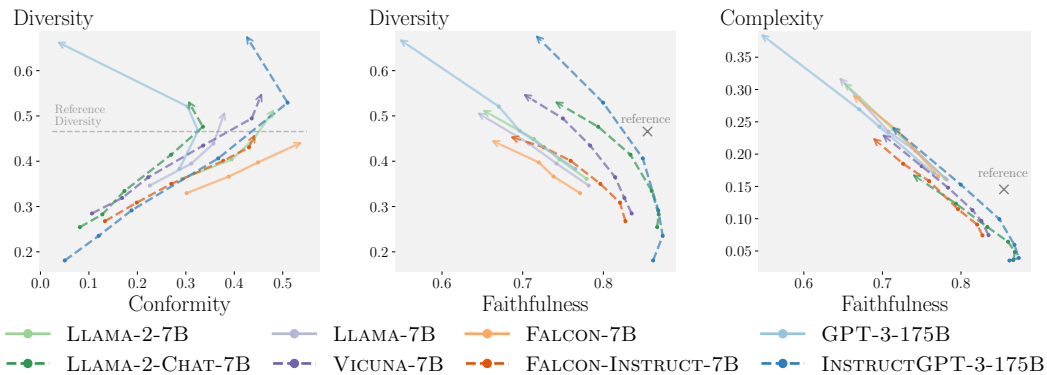 Diversity
0.6
0.5
0.4
0.3
0.2
Reference
Diversity
0.0 0.1 0.2 0.3 0.4 0.5
Conformity
Diversity
0.6
0.5
0.4
0.3
0.2
reference
0.6 0.7 0.8
Faithfulness
Complexity
0.35
0.30
0.25
0.20
0.15
0.10
0.05
reference
0.6 0.7 0.8
Faithfulness
LLAMA-2-7B LLAMA-7B FALCON-7B GPT-3-175B
LLAMA-2-CHAT-7B VICUNA-7B FALCON-INSTRUCT-7B INSTRUCTGPT-3-175B